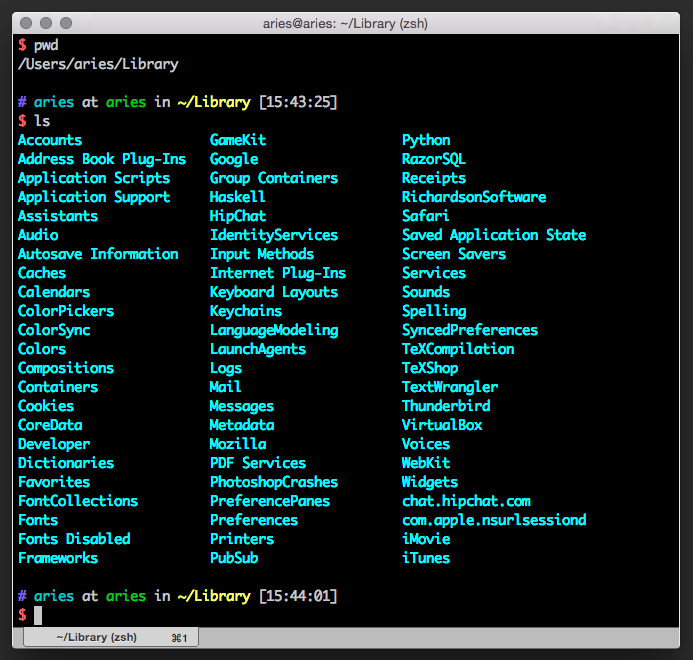 aries@aries: ~/Library (zsh)
$ pwd
/Users/aries/Library
# aries at aries in ~/Library [15:43:25]
$ ls
Accounts GameKit Python
Address Book Plug-Ins Google RazorSQL
Application Scripts Group Containers Receipts
Application Support Haskell RichardsonSoftware
Assistants HipChat Safari
Audio IdentityServices Saved Application State
Autosave Information Input Methods Screen Savers
Caches Internet Plug-Ins Services
Calendars Keyboard Layouts Sounds
ColorPickers Keychains Spelling
ColorSync LanguageModeling SyncedPreferences
Colors LaunchAgents TeXCompilation
Compositions Logs TeXShop
Containers Mail TextWrangler
Cookies Messages Thunderbird
CoreData Metadata VirtualBox
Developer Mozilla Voices
Dictionaries PDF Services WebKit
Favorites PhotoshopCrashes Widgets
FontCollections PreferencePanes chat.hipchat.com
Fonts Preferences com.apple.nsurlsessiond
Fonts Disabled Printers iMovie
Frameworks PubSub iTunes
# aries at aries in ~/Library [15:44:01]
$
~/Library (zsh) ⌘1